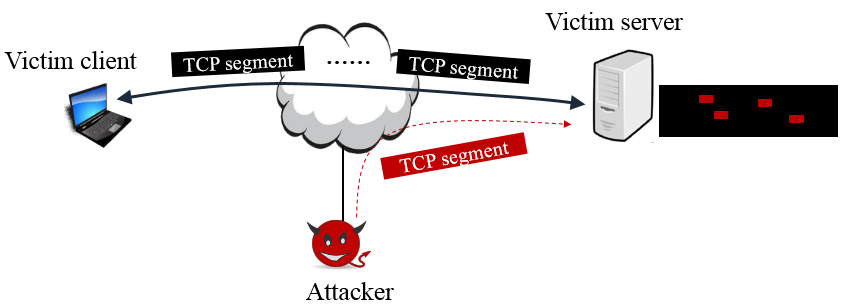 Victim server
Victim client
TCP segment
......
TCP segment
TCP segment
Attacker